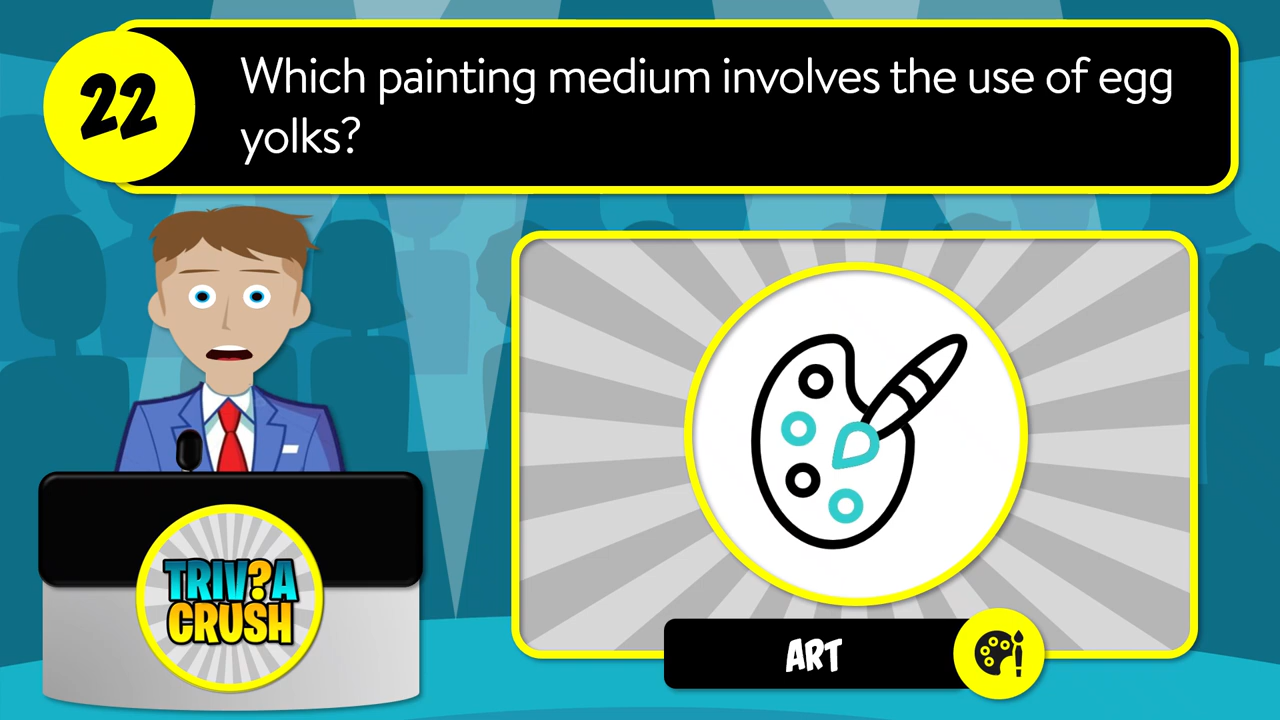 22
Which painting medium involves the use of egg
yolks?
TRIV?A
CRUSH
ART